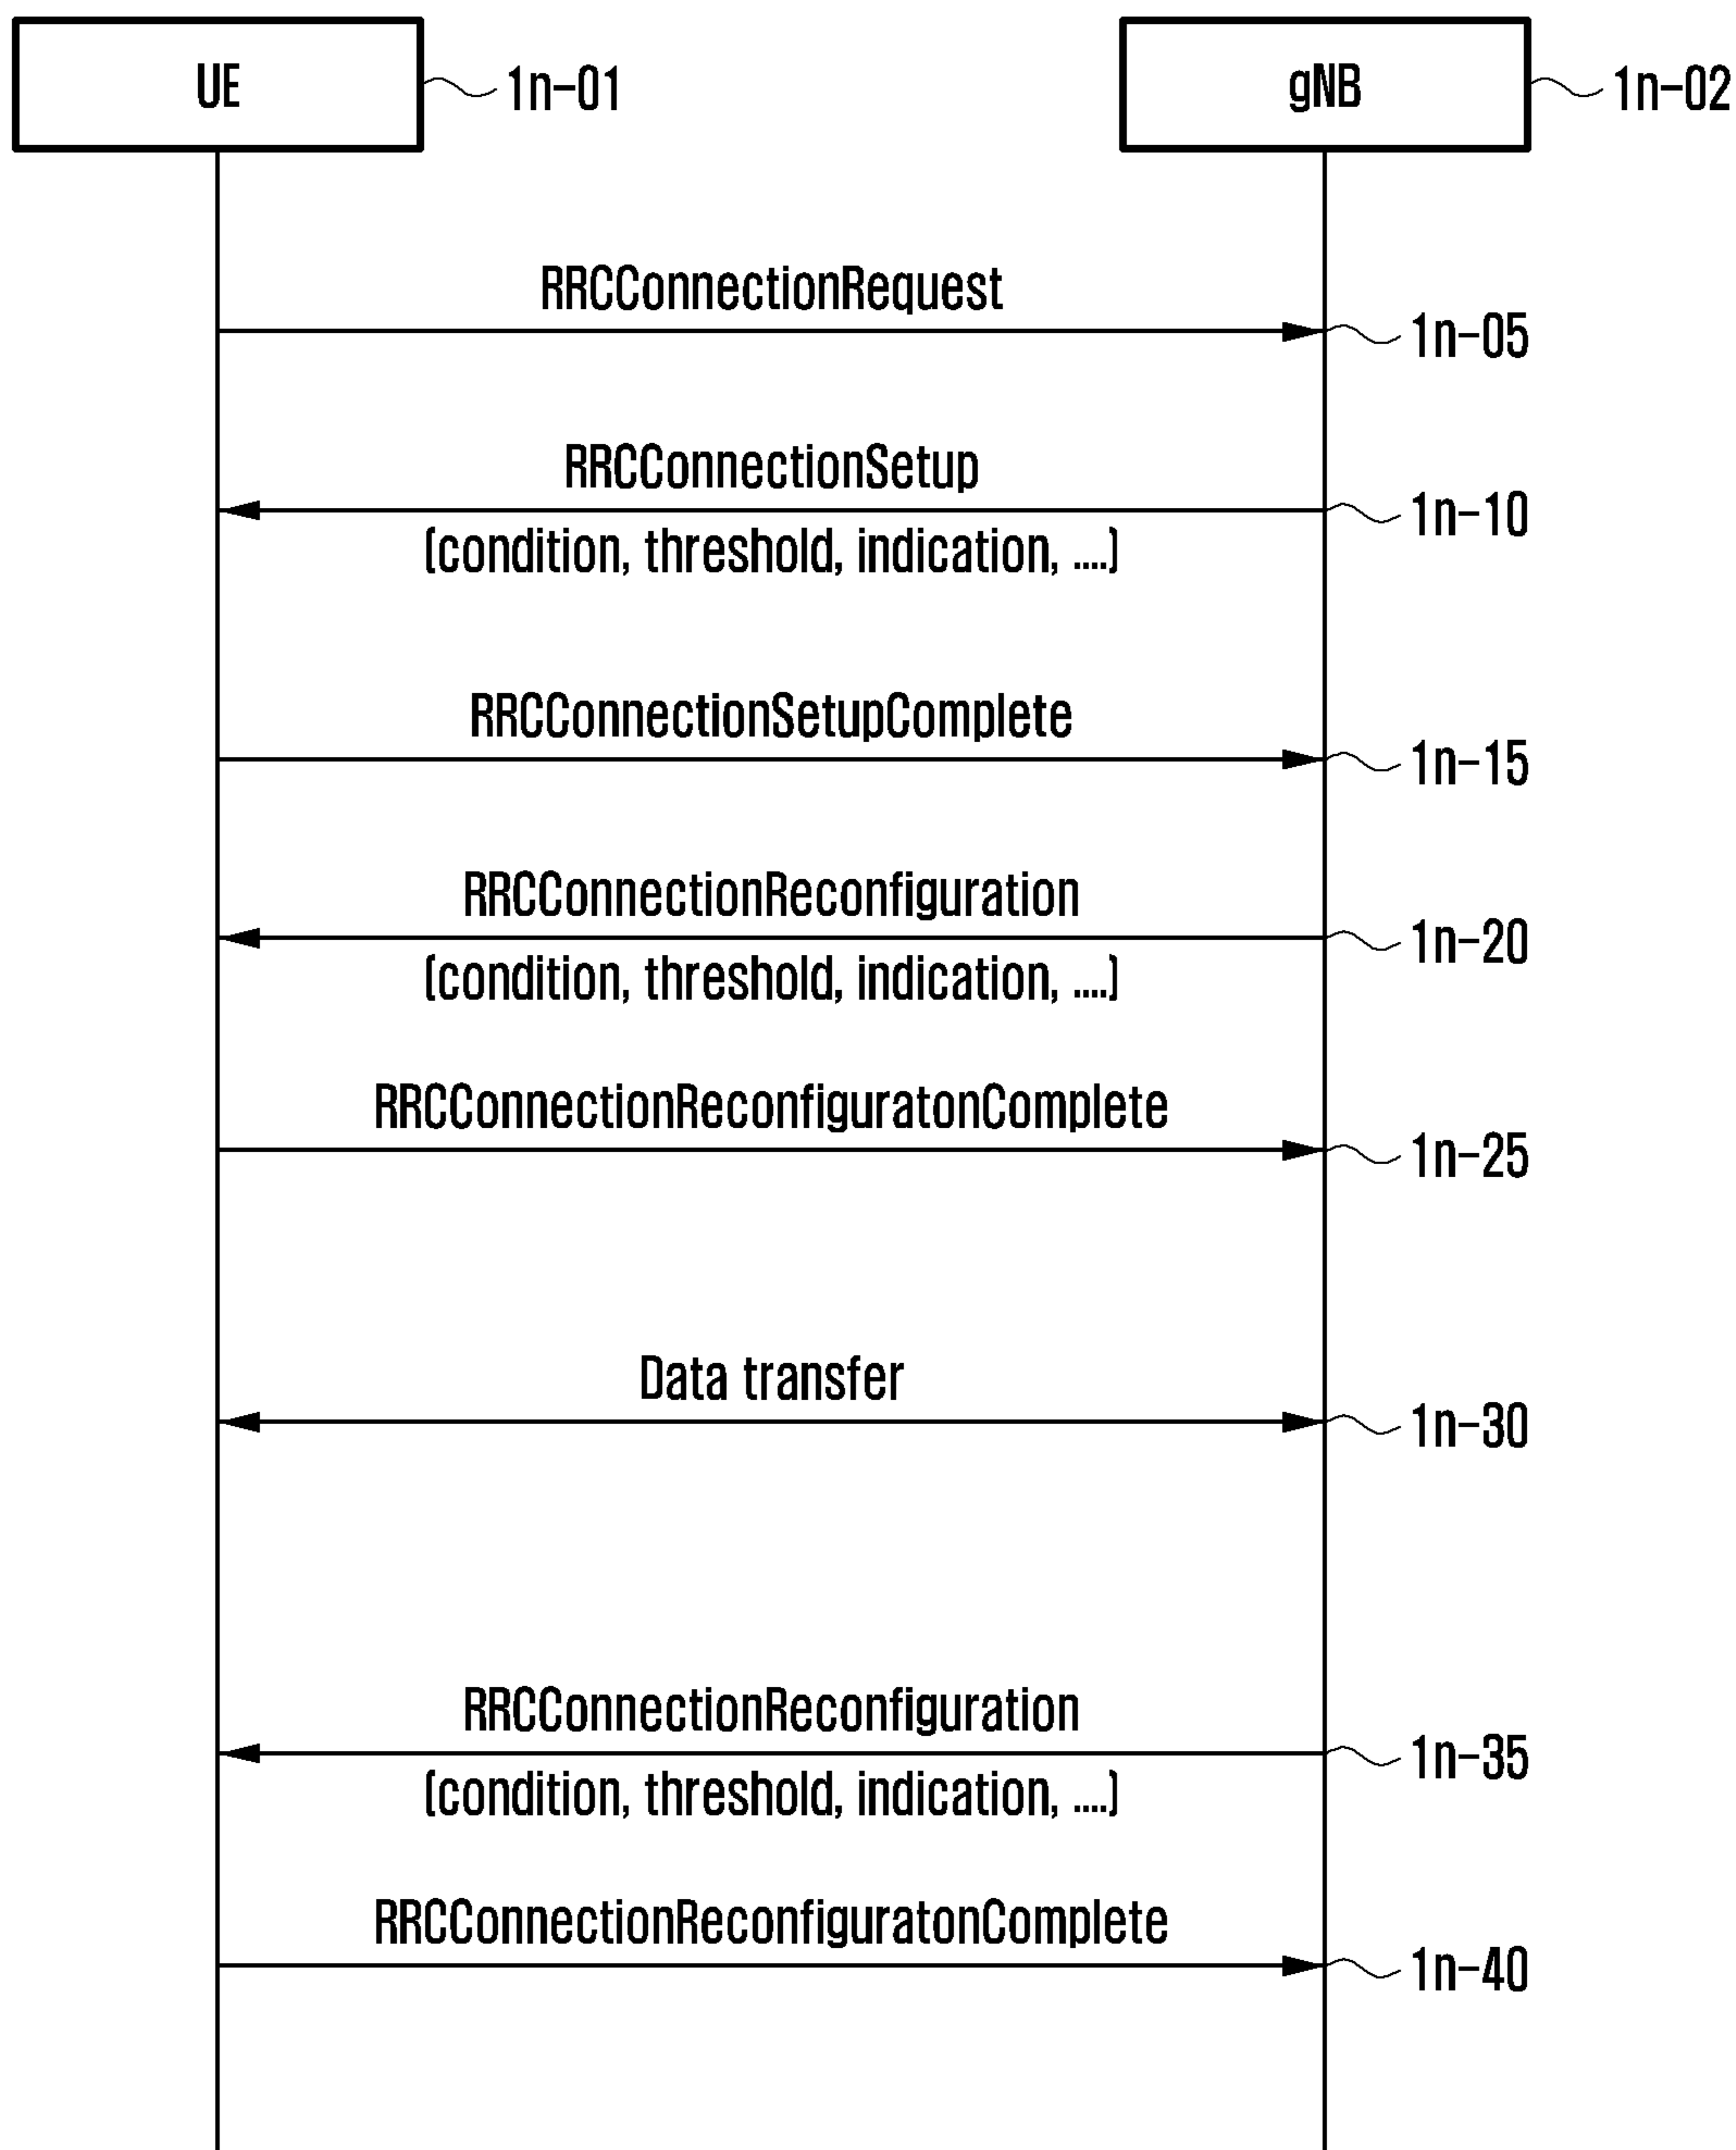 UE 1n-01 gNB 1n-02
RRCConnectionRequest
1n-05
RRCConnectionSetup
1n-10
(condition, threshold, indication, ....)
RRCConnectionSetupComplete
1n-15
RRCConnectionReconfiguration
1n-20
(condition, threshold, indication, ....)
RRCConnectionReconfiguratonComplete
1n-25
Data transfer
1n-30
RRCConnectionReconfiguration
1n-35
(condition, threshold, indication, ....)
RRCConnectionReconfiguratonComplete
1n-40